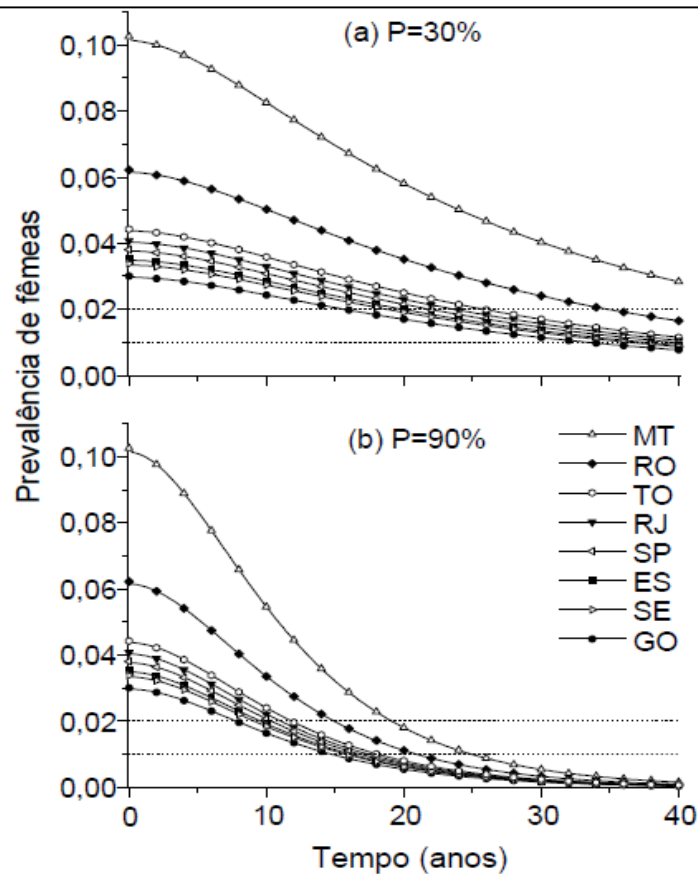 (a) P=30%
0,10
0,08
0,06
0,04
0,02
0,00
Prevalência de fêmeas
(b) P=90%
0,10
0,08
0,06
0,04
0,02
0,00
MT
RO
TO
RJ
SP
ES
SE
GO
0 10 20 30 40
Tempo (anos)